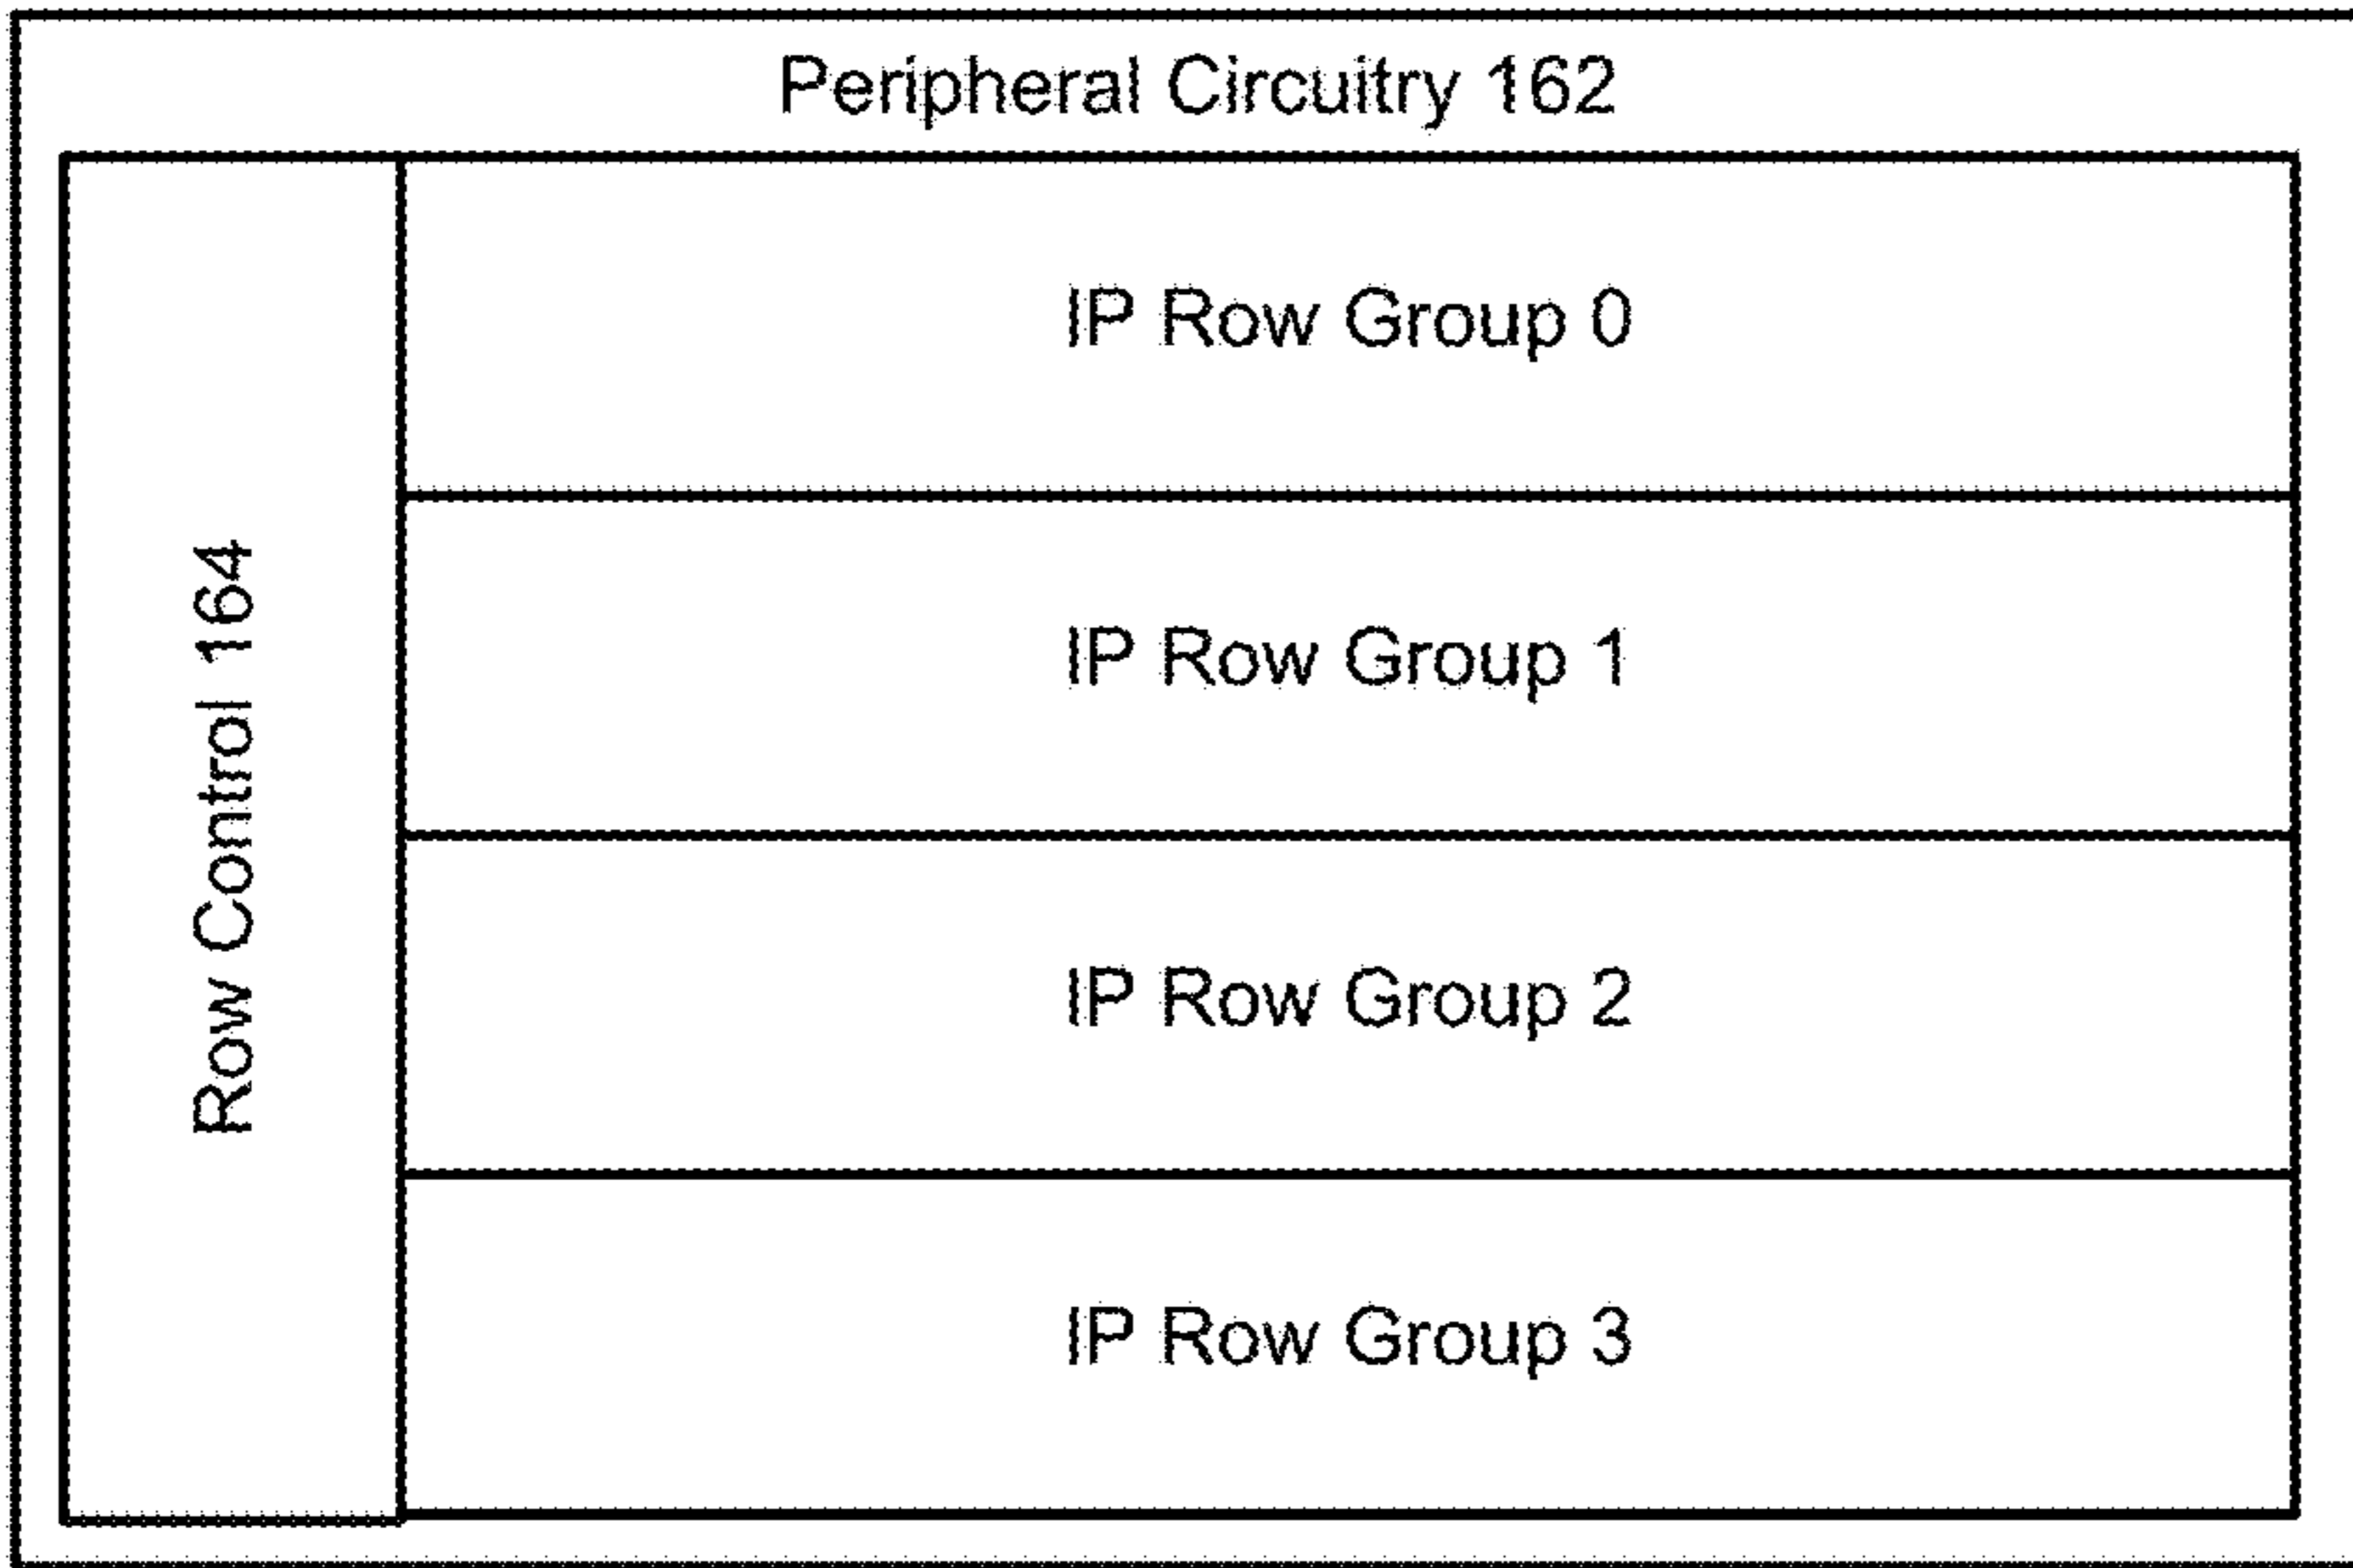 Peripheral Circuitry 162
Row Control 164
IP Row Group 0
IP Row Group 1
IP Row Group 2
IP Row Group 3